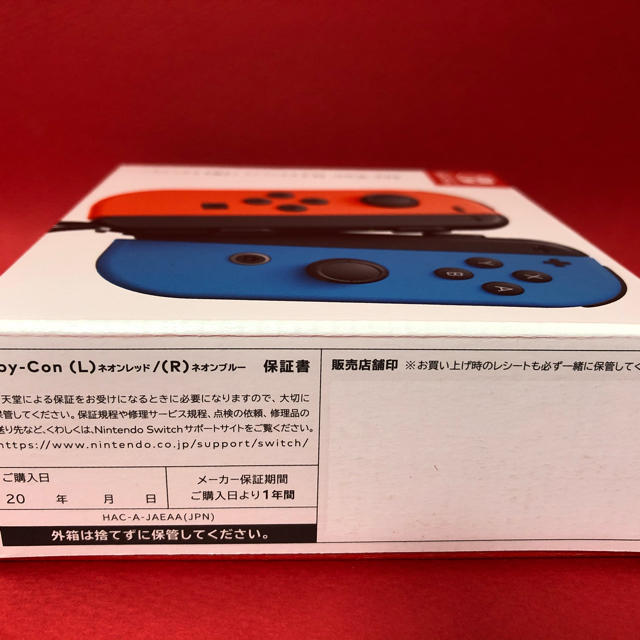 oy-Con (L)ネオンレッド/(R)ネオンブルー 保証書
天堂による保証をお受けになるときに必要になりますので、大切に
保管してください。保証規程や修理サービス規程、点検の依頼、修理品の
送り先など、くわしくは、Nintendo Switchサポートサイトをご覧ください。
https://www.nintendo.co.jp/support/switch/
ご購入日
20 年 月 日
メーカー保証期間
ご購入日より1年間
HAC-A-JAEAA(JPN)
外箱は捨てずに保管してください。
販売店舗印 ※お買い上げ時のレシートも必ず一緒に保管してく
Y
X
B
A